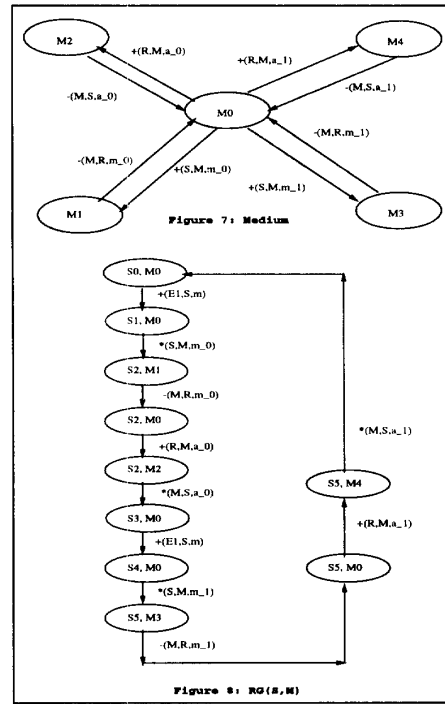 M2
+(R,M,a_0)
+(R,M,a_1)
M4
-(M,S,a_0)
-(M,S,a_1)
M0
-(M,R,m_0)
-(M,R,m_1)
+(S,M,m_0)
+(S,M,m_1)
M1
M3
Figure 7: Medium
S0, M0
+(E1,S,m)
S1, M0
*(S,M,m_0)
S2, M1
-(M,R,m_0)
S2, M0
+(R,M,a_0)
S2, M2
*(M,S,a_0)
S3, M0
+(E1,S,m)
S4, M0
*(S,M,m_1)
S5, M3
-(M,R,m_1)
*(M,S,a_1)
S5, M4
+(R,M,a_1)
S5, M0
Figure 8: RG(S,M)